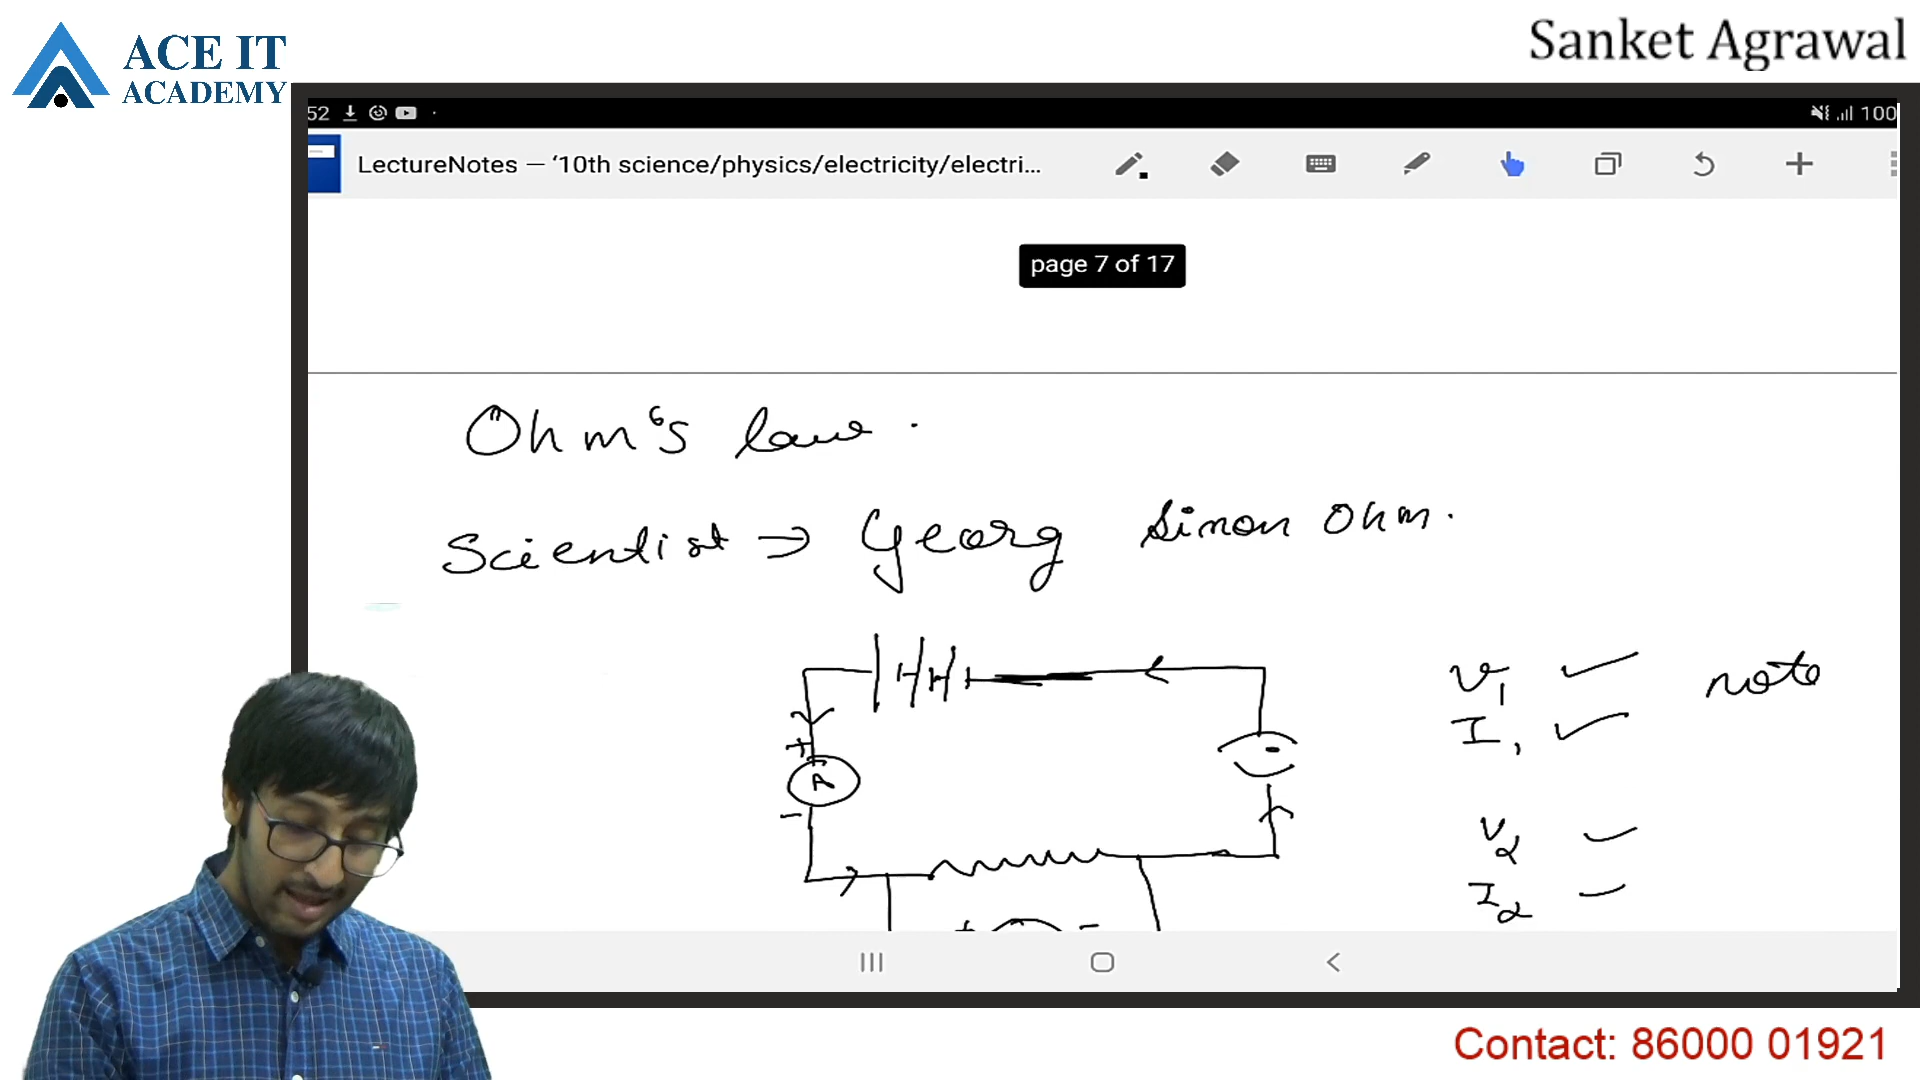 ACE IT
ACADEMY
Sanket Agrawal
52
100
LectureNotes — ‘10th science/physics/electricity/electri...
page 7 of 17
Ohm's law.
Scientist ⇒ Georg Simon Ohm.
V1 ✓ note
I1 ✓
+
A
-
V2 -
I2 -
+ -
Contact: 86000 01921